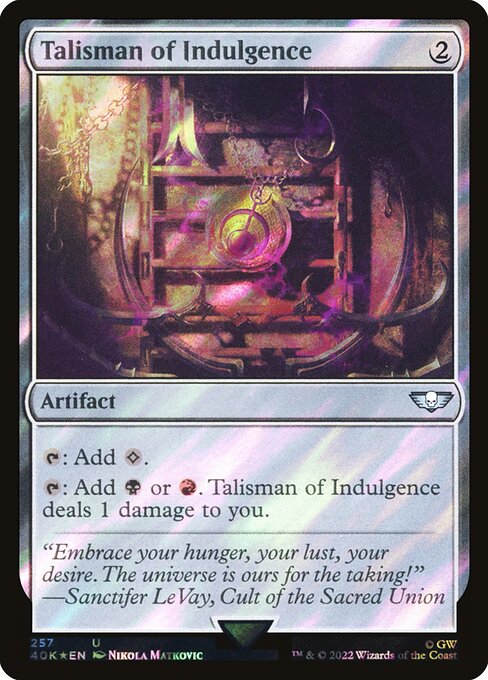 Talisman of Indulgence 2
Artifact
: Add .
: Add or . Talisman of Indulgence
deals 1 damage to you.
“Embrace your hunger, your lust, your
desire. The universe is ours for the taking!”
—Sanctifer LeVay, Cult of the Sacred Union
257 U
© GW
40K★EN Nikola Matkovic
™ & © 2022 Wizards of the Coast